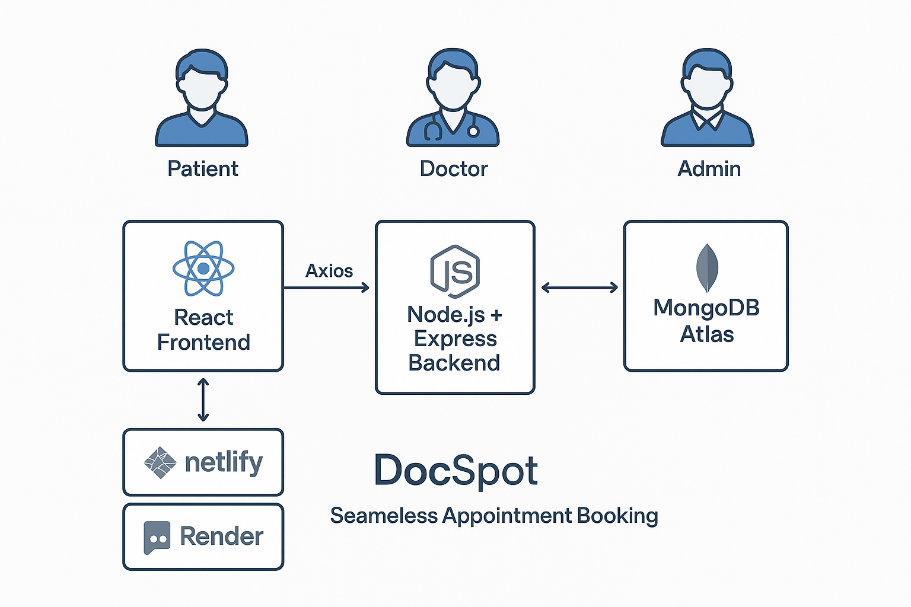 Patient
Doctor
Admin
Axios
React
Frontend
JS
Node.js +
Express
Backend
MongoDB
Atlas
netlify
Render
DocSpot
Seameless Appointment Booking